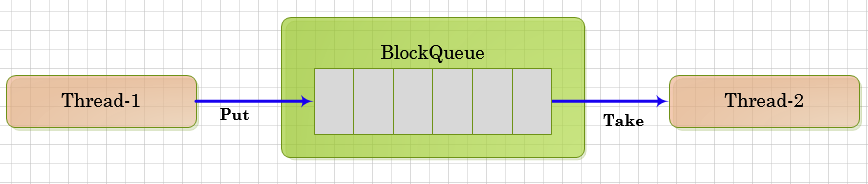 BlockQueue
Thread-1
Put
Take
Thread-2